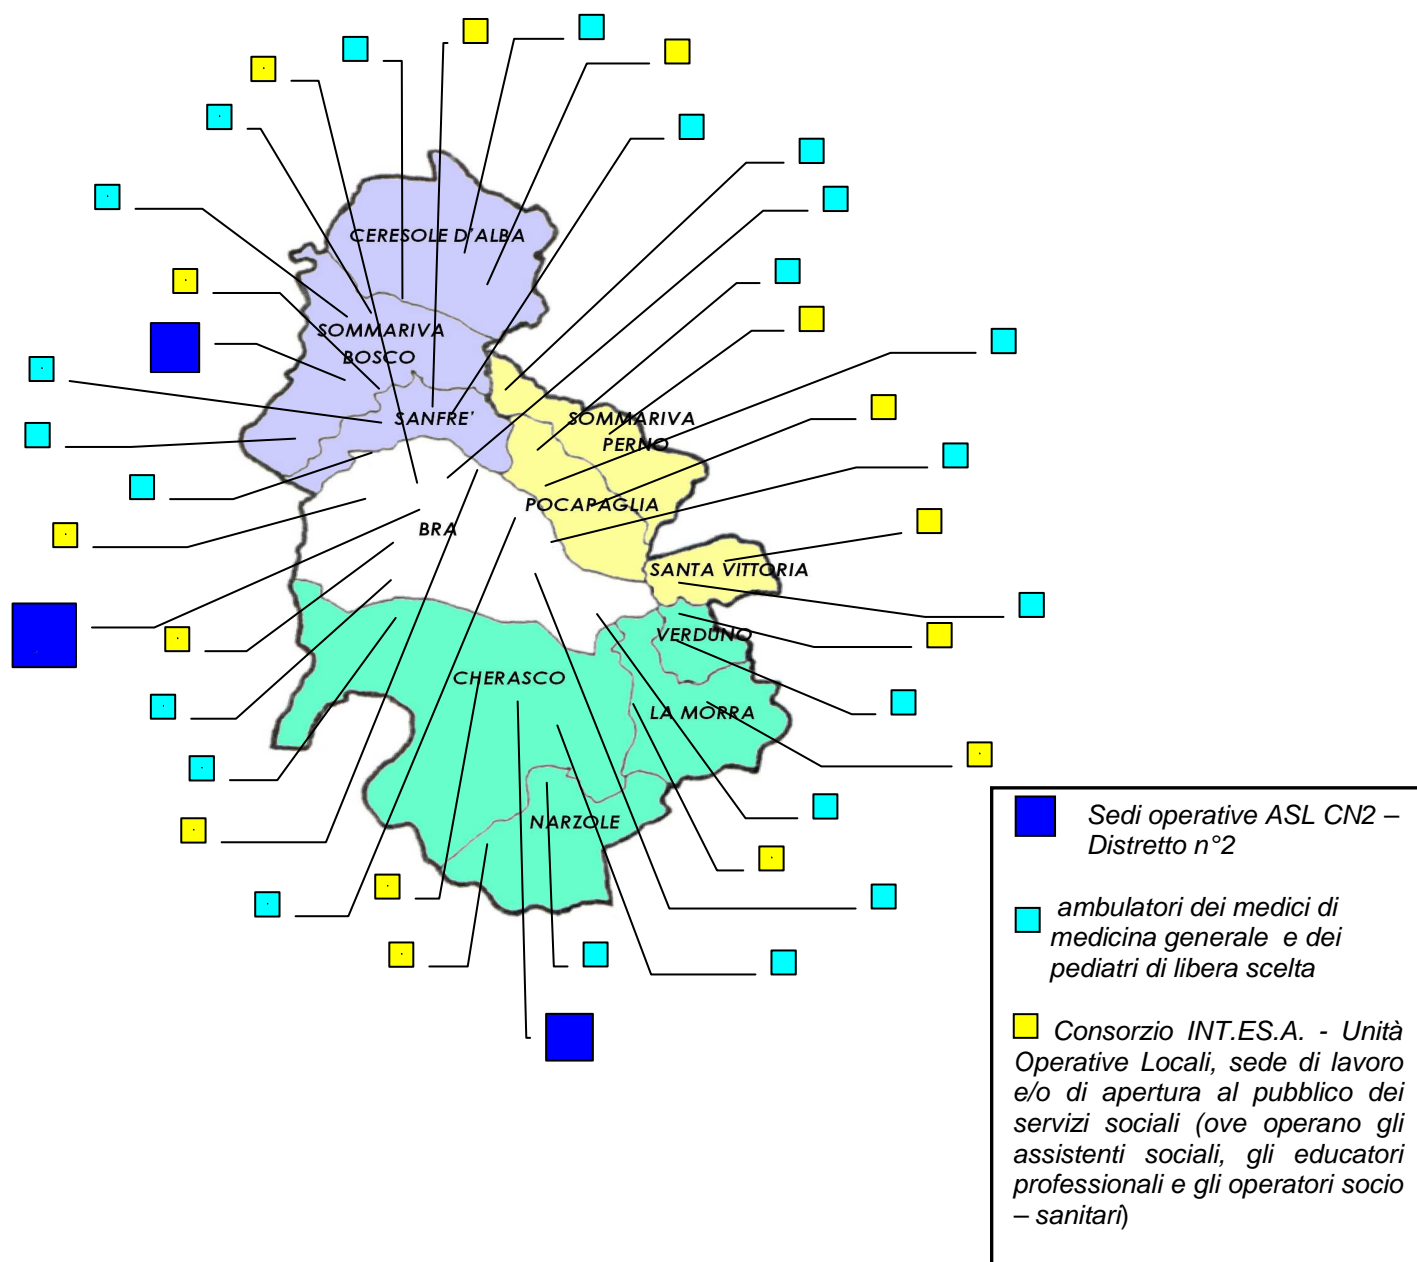 CERESOLE D'ALBA
SOMMARIVA
BOSCO
SANFRE'
SOMMARIVA
PERNO
POCAPAGLIA
BRA
SANTA VITTORIA
VERDUNO
CHERASCO
LA MORRA
NARZOLE
Sedi operative ASL CN2 –
Distretto n°2
ambulatori dei medici di
medicina generale e dei
pediatri di libera scelta
Consorzio INT.ES.A. - Unità
Operative Locali, sede di lavoro
e/o di apertura al pubblico dei
servizi sociali (ove operano gli
assistenti sociali, gli educatori
professionali e gli operatori socio
– sanitari)